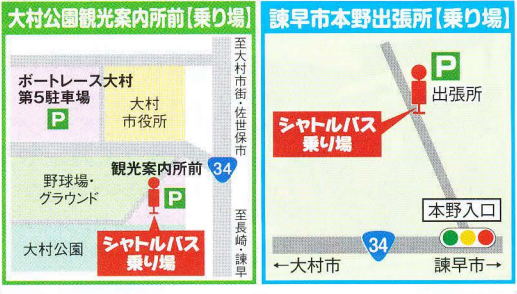 大村公園観光案内所前【乗り場】
ボートレース大村
第5駐車場
P
大村
市役所
至大村市街・佐世保市
34
観光案内所前
野球場・
グラウンド
P
大村公園
シャトルバス
乗り場
至長崎・諫早
諫早市本野出張所【乗り場】
P
出張所
シャトルバス
乗り場
本野入口
34
←大村市
諫早市→